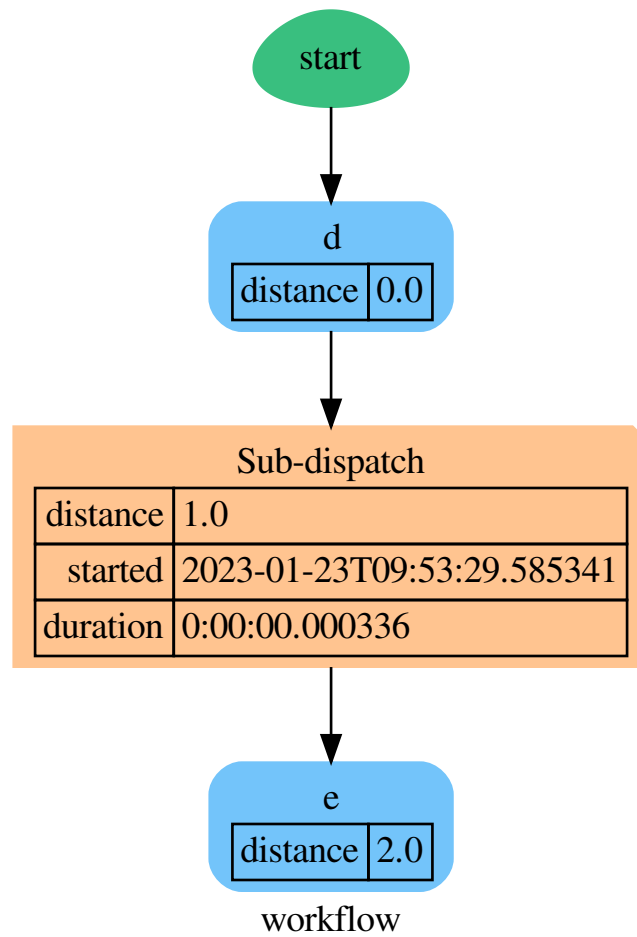 start
d
distance 0.0
Sub-dispatch
distance 1.0
started 2023-01-23T09:53:29.585341
duration 0:00:00.000336
e
distance 2.0
workflow